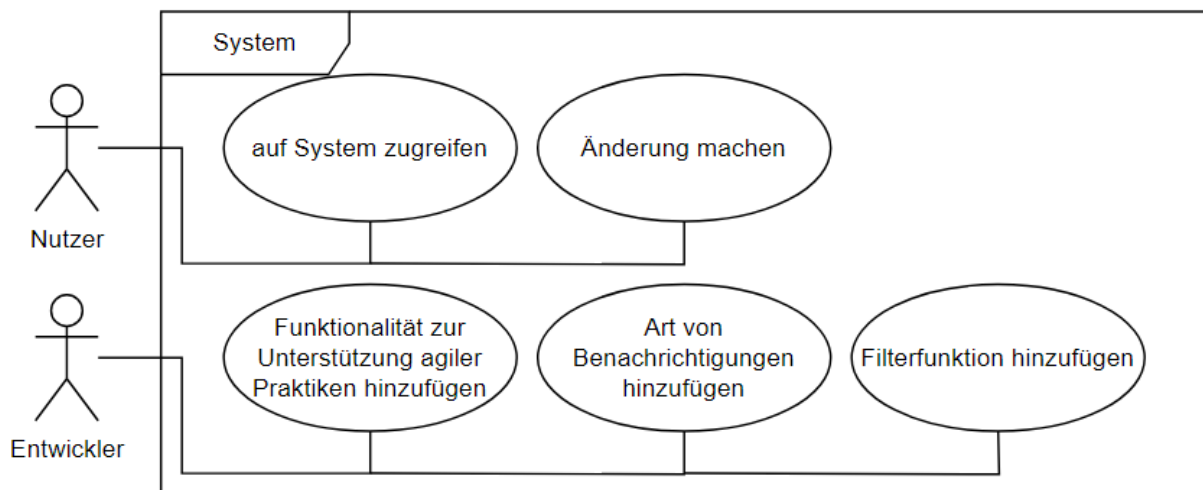 System
auf System zugreifen
Änderung machen
Nutzer
Funktionalität zur
Unterstützung agiler
Praktiken hinzufügen
Art von
Benachrichtigungen
hinzufügen
Filterfunktion hinzufügen
Entwickler